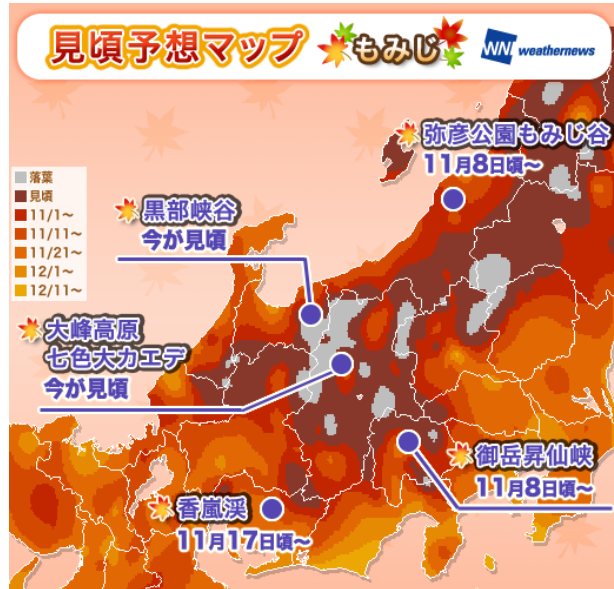 見頃予想マップ もみじ WNI weathernews
弥彦公園もみじ谷
11月8日頃～
落葉
見頃
11/1～
11/11～
11/21～
12/1～
12/11～
黒部峡谷
今が見頃
大峰高原
七色大カエデ
今が見頃
御岳昇仙峡
11月8日頃～
香嵐渓
11月17日頃～